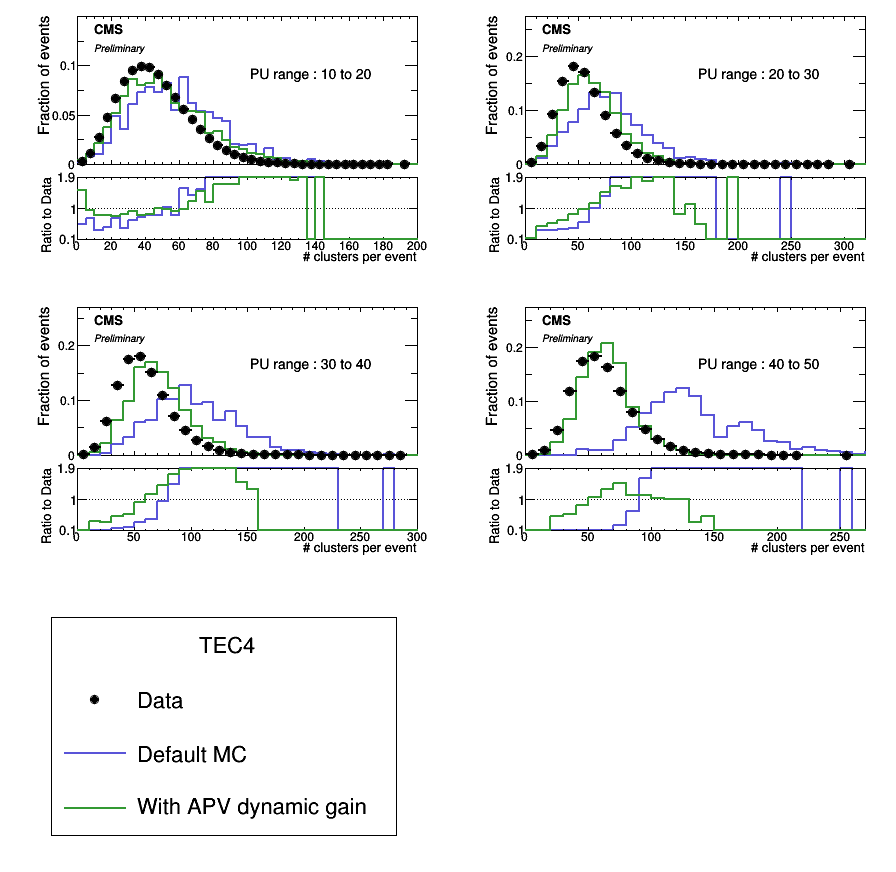 CMS
Preliminary
PU range : 10 to 20
Fraction of events
0.1
0.05
0
Ratio to Data
1.9
1
0.1
0 20 40 60 80 100 120 140 160 180 200
# clusters per event
CMS
Preliminary
PU range : 20 to 30
Fraction of events
0.2
0.1
0
Ratio to Data
1.9
1
0.1
0 50 100 150 200 250 300
# clusters per event
CMS
Preliminary
PU range : 30 to 40
Fraction of events
0.2
0.1
0
Ratio to Data
1.9
1
0.1
0 50 100 150 200 250 300
# clusters per event
CMS
Preliminary
PU range : 40 to 50
Fraction of events
0.2
0.1
0
Ratio to Data
1.9
1
0.1
0 50 100 150 200 250
# clusters per event
TEC4
Data
Default MC
With APV dynamic gain